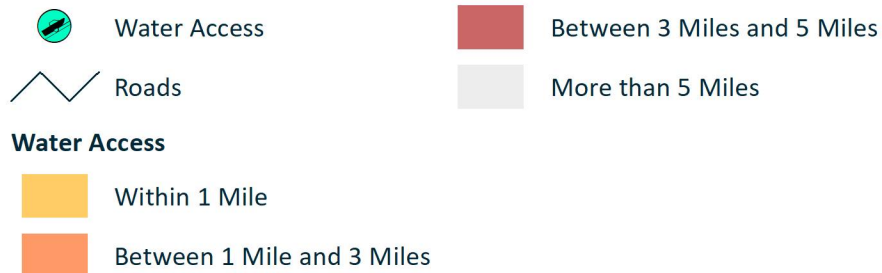 Water Access
Roads
Water Access
Within 1 Mile
Between 1 Mile and 3 Miles
Between 3 Miles and 5 Miles
More than 5 Miles